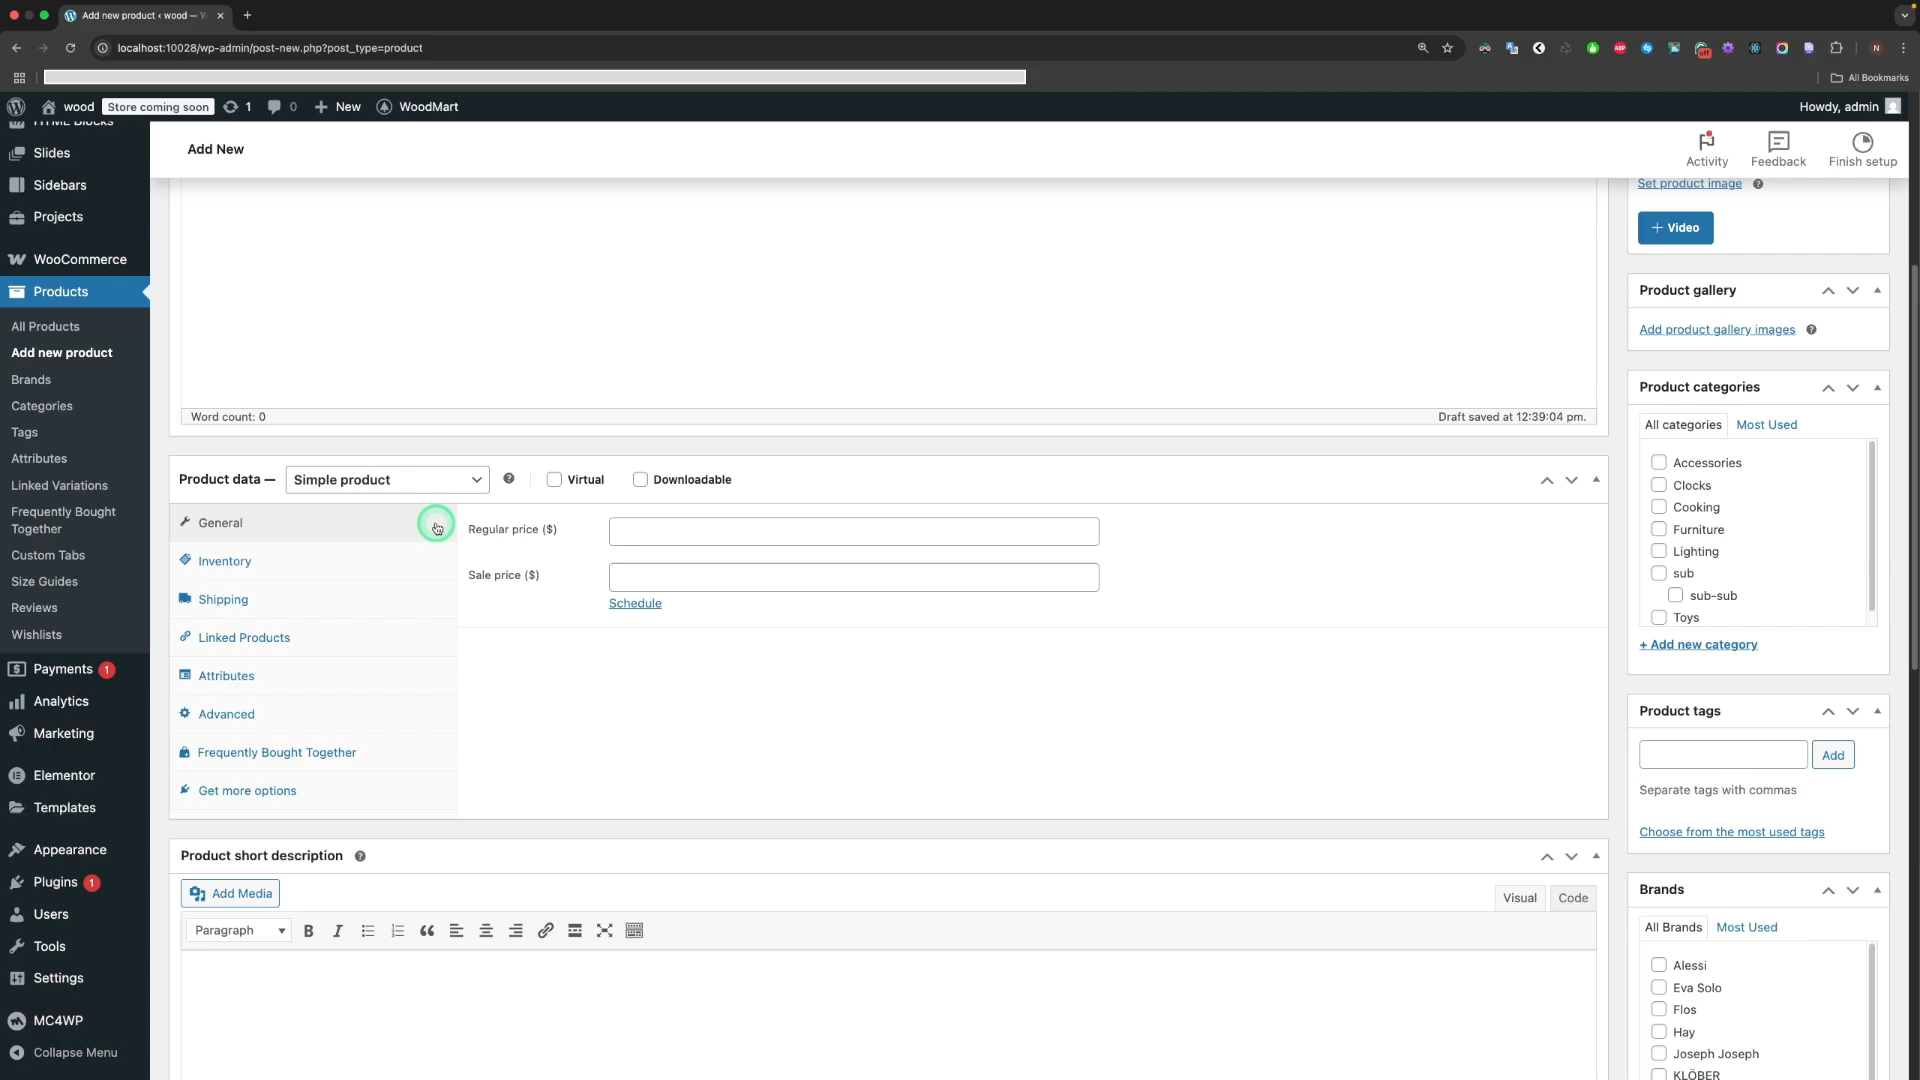 Add new product ‹ wood — W
localhost:10028/wp-admin/post-new.php?post_type=product
All Bookmarks
wood
Store coming soon
1
0
New
WoodMart
Howdy, admin
HTML Blocks
Slides
Sidebars
Projects
WooCommerce
Products
All Products
Add new product
Brands
Categories
Tags
Attributes
Linked Variations
Frequently Bought
Together
Custom Tabs
Size Guides
Reviews
Wishlists
Payments 1
Analytics
Marketing
Elementor
Templates
Appearance
Plugins 1
Users
Tools
Settings
MC4WP
Collapse Menu
Add New
Activity
Feedback
Finish setup
Word count: 0
Draft saved at 12:39:04 pm.
Product data —
Simple product
Virtual
Downloadable
General
Inventory
Shipping
Linked Products
Attributes
Advanced
Frequently Bought Together
Get more options
Regular price ($)
Sale price ($)
Schedule
Product short description
Add Media
Visual
Code
Paragraph
Set product image
Video
Product gallery
Add product gallery images
Product categories
All categories
Most Used
Accessories
Clocks
Cooking
Furniture
Lighting
sub
sub-sub
Toys
+ Add new category
Product tags
Add
Separate tags with commas
Choose from the most used tags
Brands
All Brands
Most Used
Alessi
Eva Solo
Flos
Hay
Joseph Joseph
KLÖBER